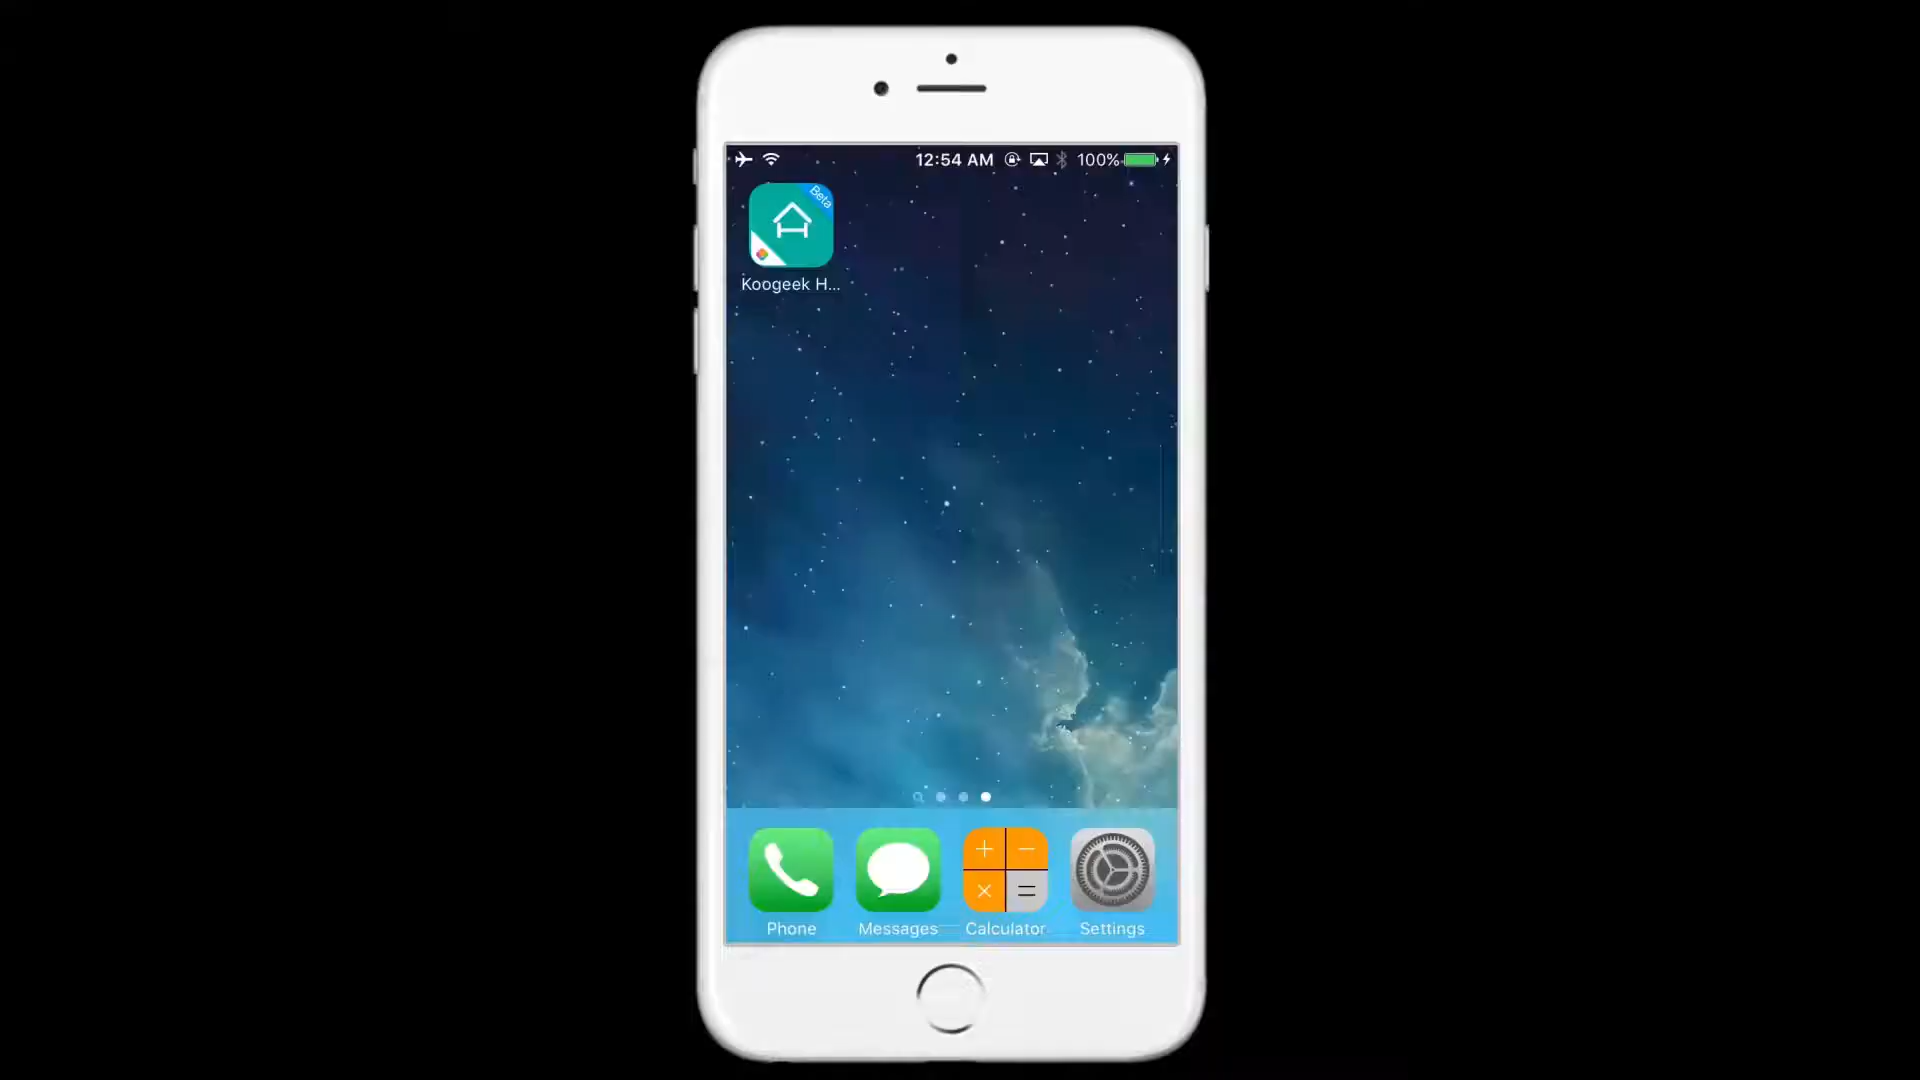 12:54 AM 100%
Beta
Koogeek H...
Phone Messages Calculator Settings